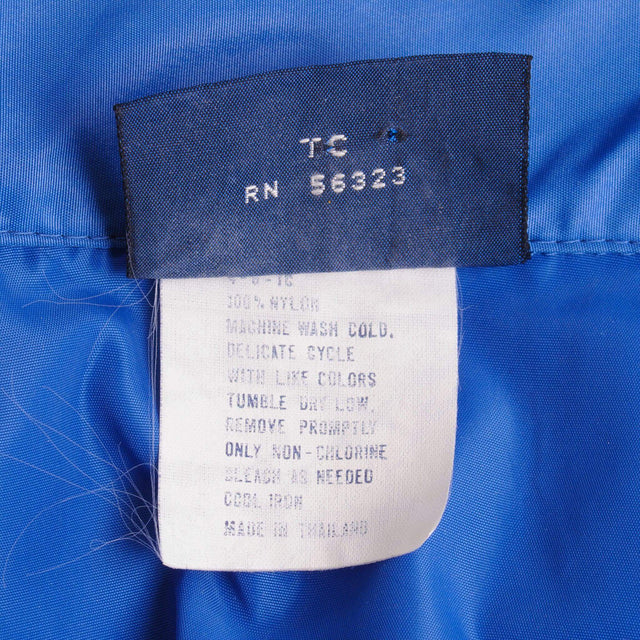 TC
RN 56323
100% NYLON
MACHINE WASH COLD,
DELICATE CYCLE
WITH LIKE COLORS
TUMBLE DRY LOW,
REMOVE PROMPTLY
ONLY NON-CHLORINE
BLEACH AS NEEDED
COOL IRON
MADE IN THAILAND